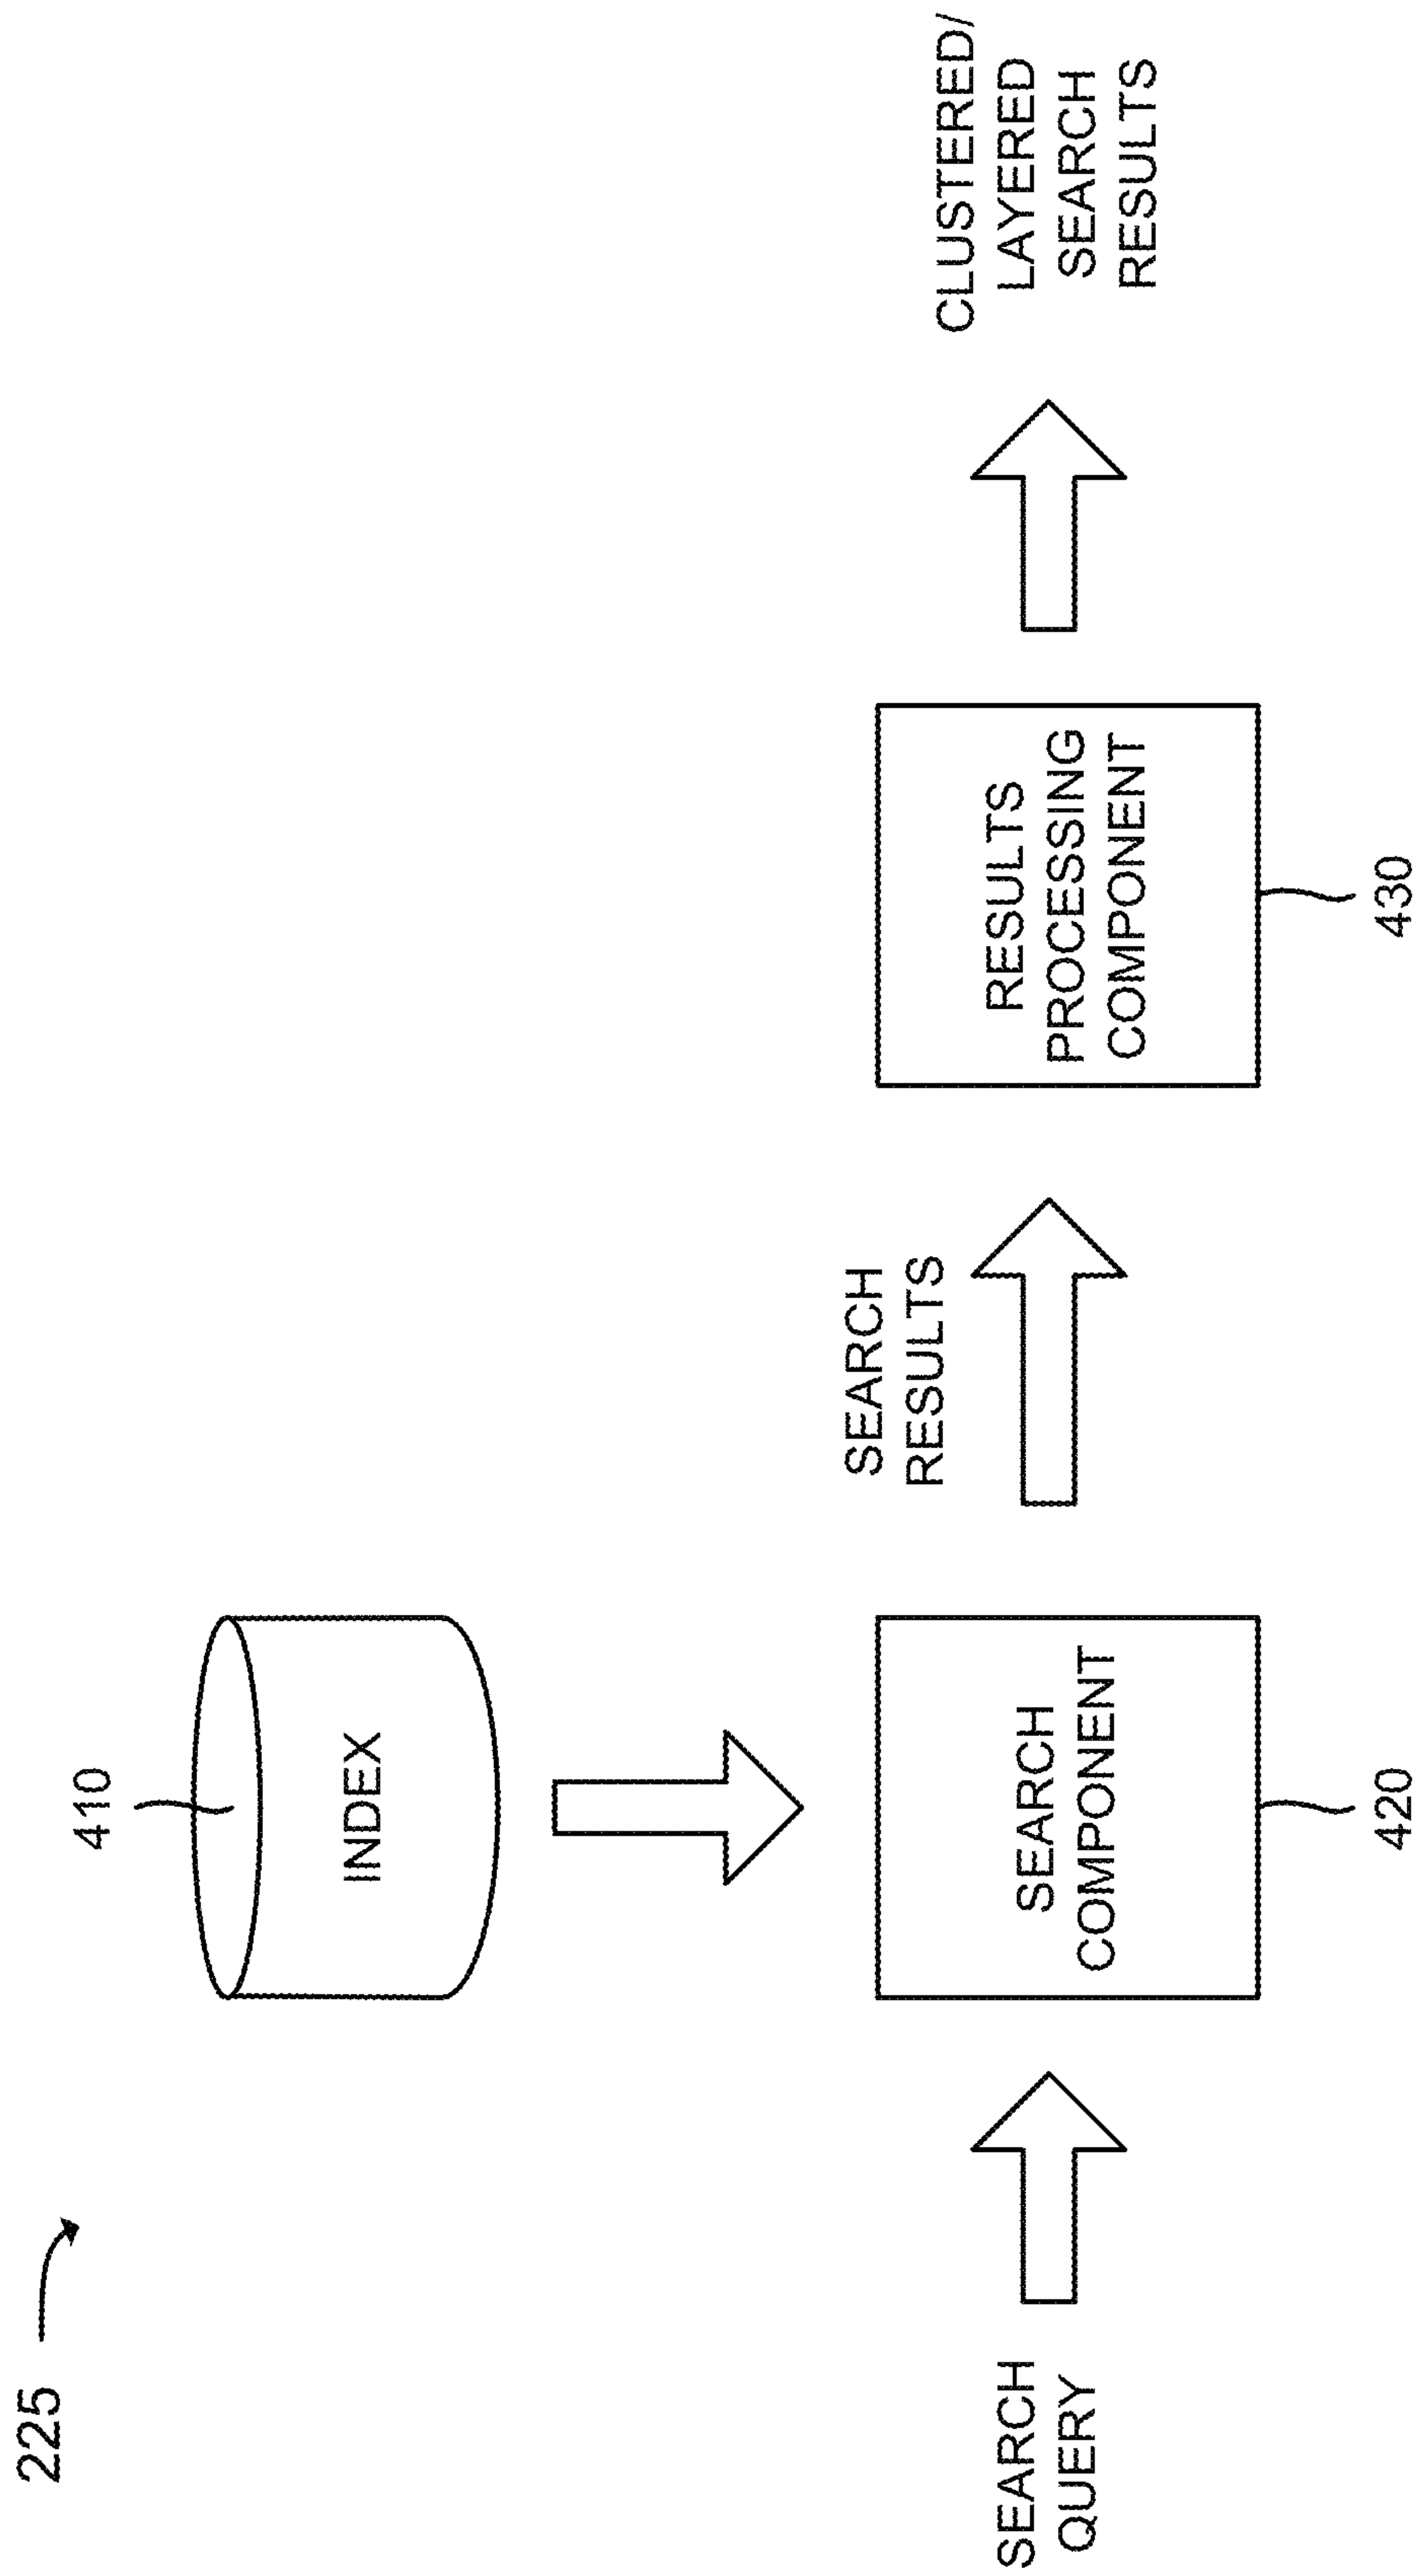 225
410
INDEX
SEARCH
QUERY
SEARCH
COMPONENT
420
SEARCH
RESULTS
RESULTS
PROCESSING
COMPONENT
430
CLUSTERED/
LAYERED
SEARCH
RESULTS